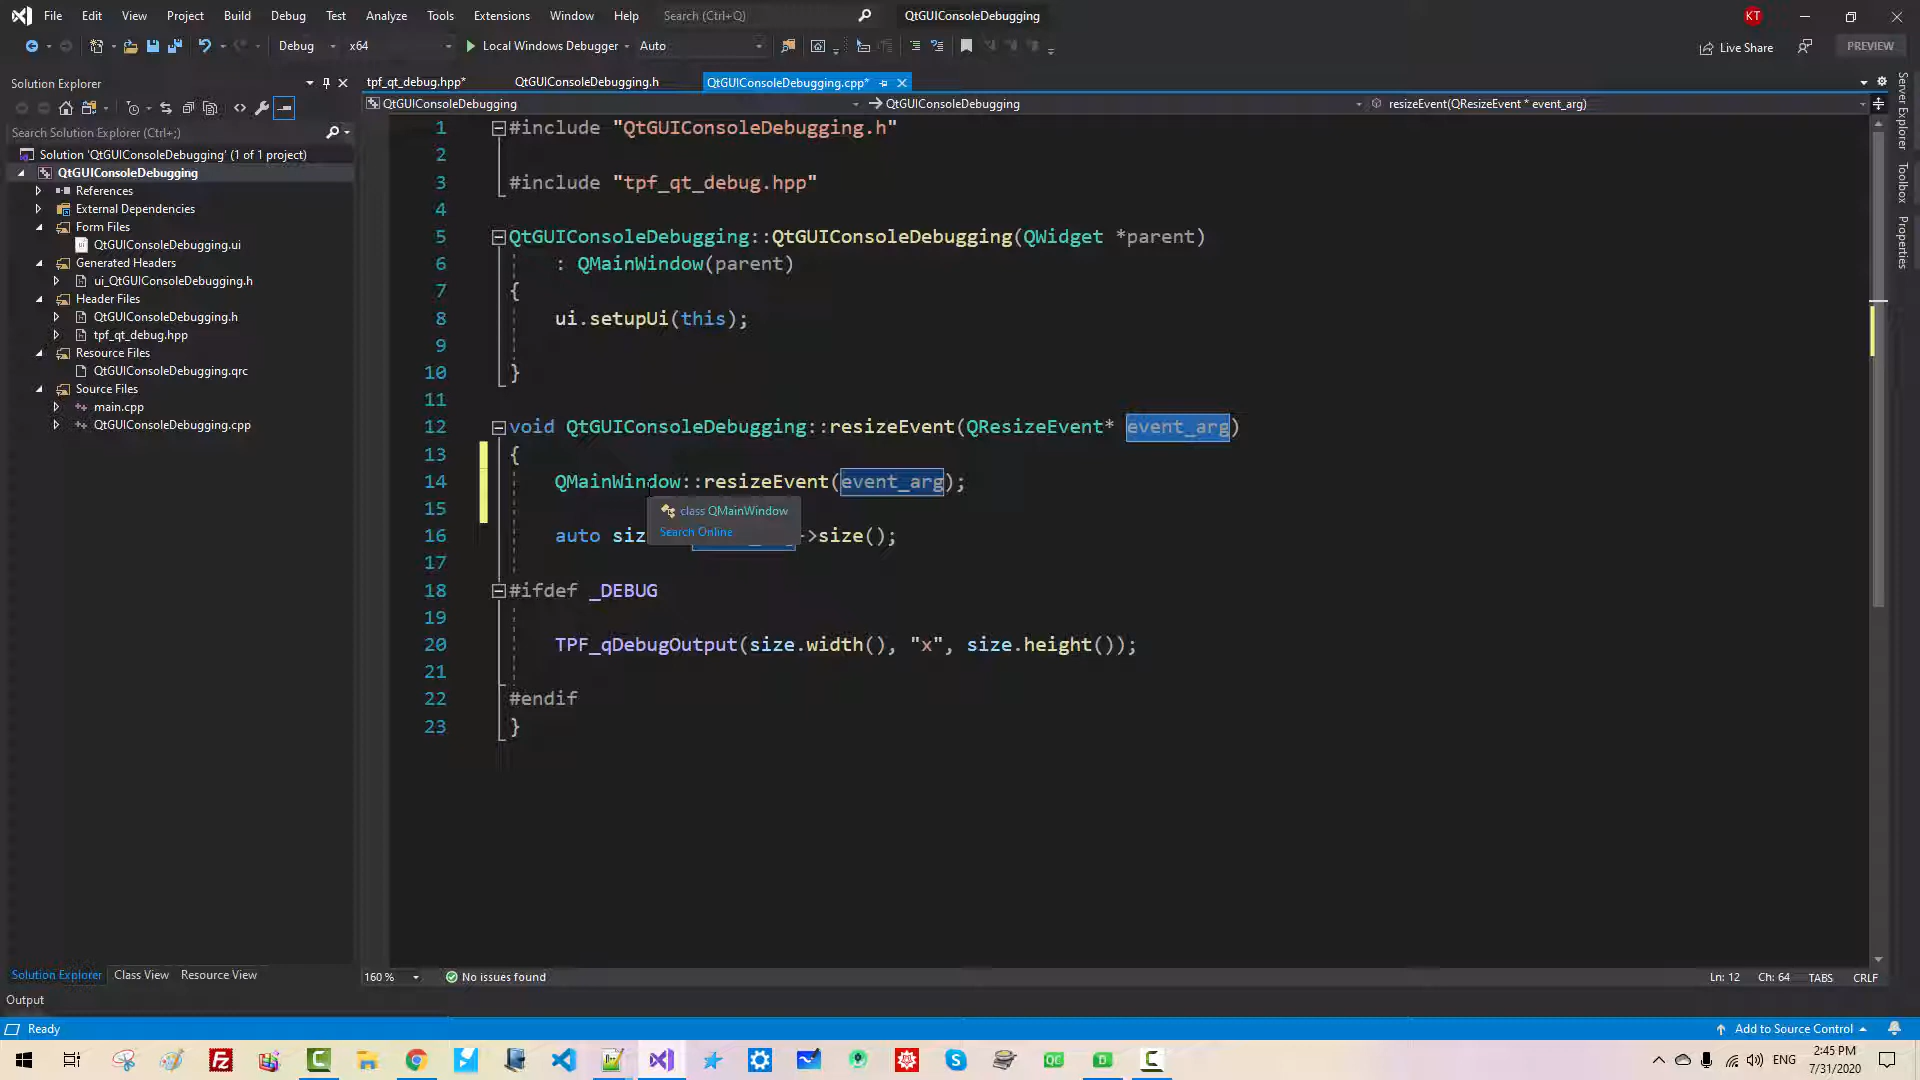 File Edit View Project Build Debug Test Analyze Tools Extensions Window Help Search (Ctrl+Q) QtGUIConsoleDebugging KT
Debug x64 Local Windows Debugger Auto Live Share PREVIEW
Solution Explorer
tpf_qt_debug.hpp* QtGUIConsoleDebugging.h QtGUIConsoleDebugging.cpp*
QtGUIConsoleDebugging QtGUIConsoleDebugging resizeEvent(QResizeEvent * event_arg)
Search Solution Explorer (Ctrl+;)
Solution 'QtGUIConsoleDebugging' (1 of 1 project)
QtGUIConsoleDebugging
References
External Dependencies
Form Files
QtGUIConsoleDebugging.ui
Generated Headers
ui_QtGUIConsoleDebugging.h
Header Files
QtGUIConsoleDebugging.h
tpf_qt_debug.hpp
Resource Files
QtGUIConsoleDebugging.qrc
Source Files
main.cpp
QtGUIConsoleDebugging.cpp
1 #include "QtGUIConsoleDebugging.h"
2
3 #include "tpf_qt_debug.hpp"
4
5 QtGUIConsoleDebugging::QtGUIConsoleDebugging(QWidget *parent)
6 : QMainWindow(parent)
7 {
8 ui.setupUi(this);
9
10 }
11
12 void QtGUIConsoleDebugging::resizeEvent(QResizeEvent* event_arg)
13 {
14 QMainWindow::resizeEvent(event_arg);
15
class QMainWindow
Search Online
16 auto siz >size();
17
18 #ifdef _DEBUG
19
20 TPF_qDebugOutput(size.width(), "x", size.height());
21
22 #endif
23 }
Server Explorer
Toolbox
Properties
Solution Explorer Class View Resource View
160 % No issues found Ln: 12 Ch: 64 TABS CRLF
Output
Ready Add to Source Control
ENG 2:45 PM
7/31/2020